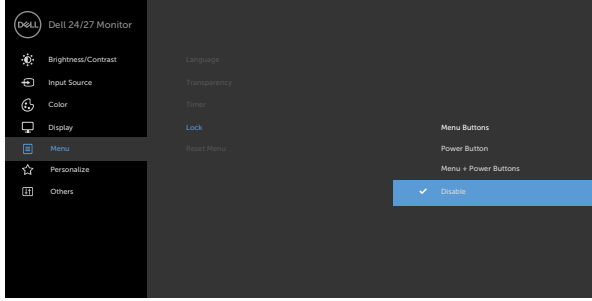 DELL Dell 24/27 Monitor
Brightness/Contrast
Input Source
Color
Display
Menu
Personalize
Others
Language
Transparency
Timer
Lock
Reset Menu
Menu Buttons
Power Button
Menu + Power Buttons
Disable